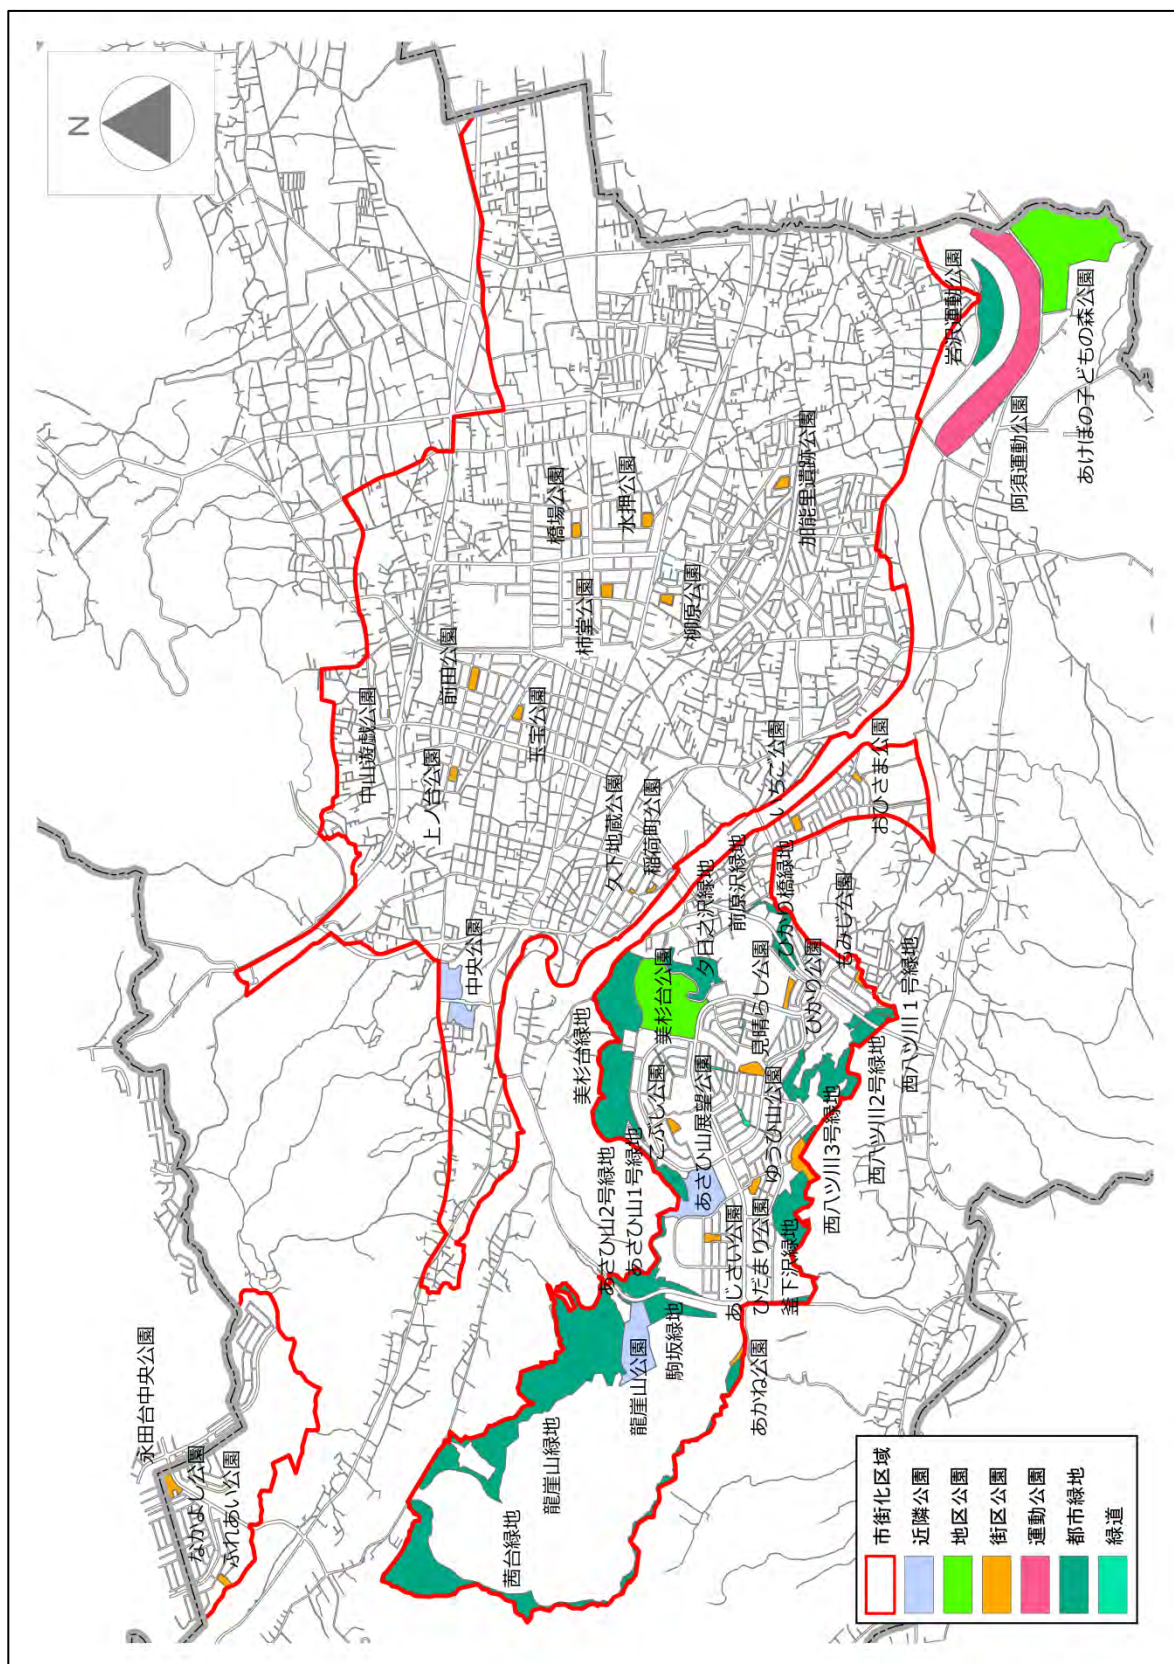 N
永田台中央公園
なかよし公園
ふれあい公園
茜台緑地
龍崖山緑地
龍崖山公園
駒坂緑地
あかね公園
あさひ山2号緑地
あさひ山1号緑地
美杉台緑地
こぶし公園
あさひ山展望公園
あじさい公園
ひだまり公園
釜下沢緑地
ゆうひ山公園
西八ツ川3号緑地
西八ツ川2号緑地
西八ツ川1号緑地
美杉台公園
夕日之沢緑地
見晴らし公園
ひかり公園
もみじ公園
前原沢緑地
ひかり橋緑地
いちご公園
おひさま公園
中央公園
久下地蔵公園
稲荷町公園
上ノ台公園
中山遊戯公園
前田公園
玉宝公園
柿堂公園
柳原公園
橋場公園
水押公園
加能里遺跡公園
岩沢運動公園
阿須運動公園
あけぼの子どもの森公園
市街化区域
近隣公園
地区公園
街区公園
運動公園
都市緑地
緑道